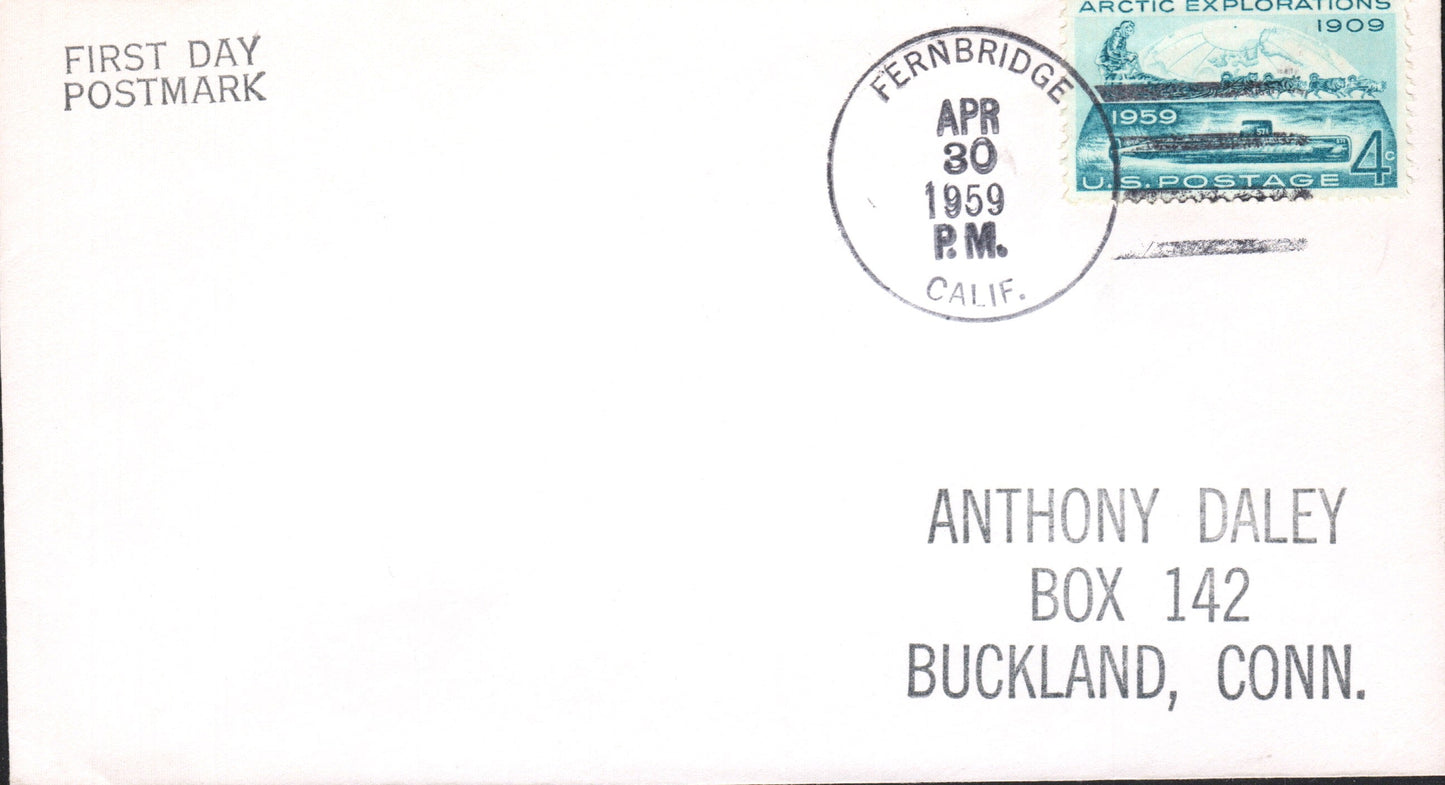 FIRST DAY
POSTMARK
ARCTIC EXPLORATIONS
1909
1959
4c
U.S. POSTAGE
FERNBRIDGE
APR
30
1959
P.M.
CALIF.
ANTHONY DALEY
BOX 142
BUCKLAND, CONN.